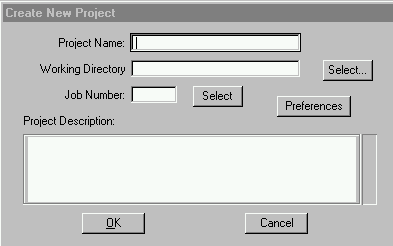 Create New Project
Project Name:
Working Directory
Select...
Job Number:
Select
Preferences
Project Description:
OK
Cancel